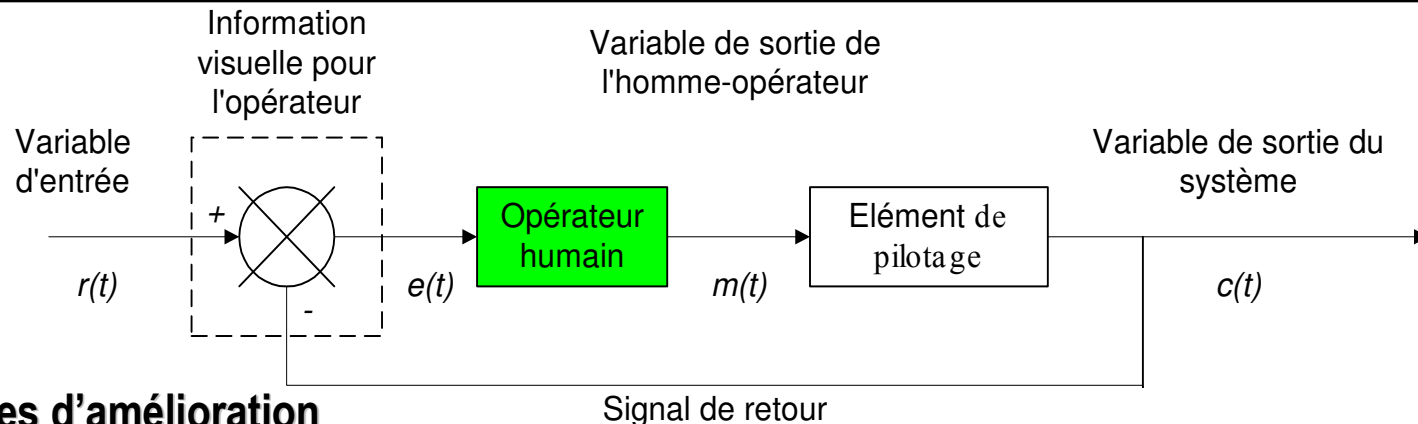 Information
visuelle pour
l'opérateur
Variable de sortie de
l'homme-opérateur
Variable
d'entrée
Variable de sortie du
système
+
-
Opérateur
humain
Elément de
pilotage
r(t)
e(t)
m(t)
c(t)
es d'amélioration
Signal de retour